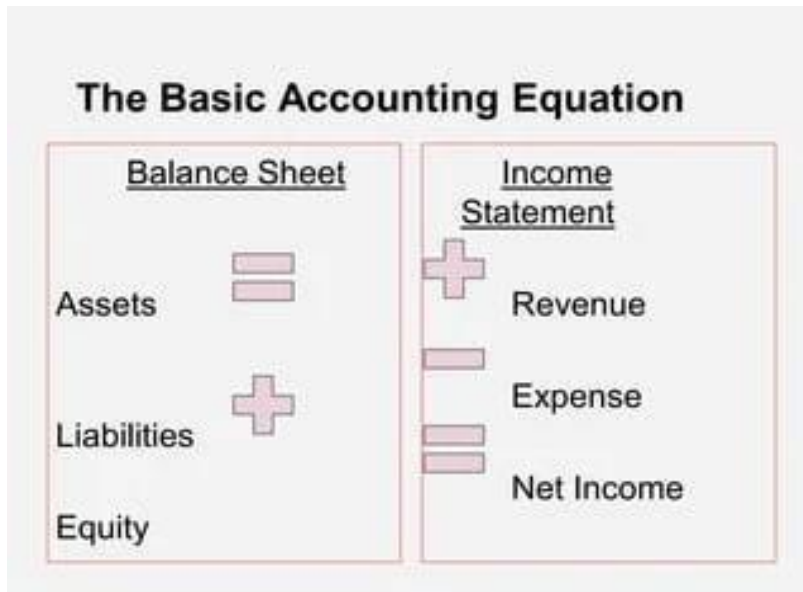 The Basic Accounting Equation
Balance Sheet
Assets
Liabilities
Equity
Income
Statement
Revenue
Expense
Net Income